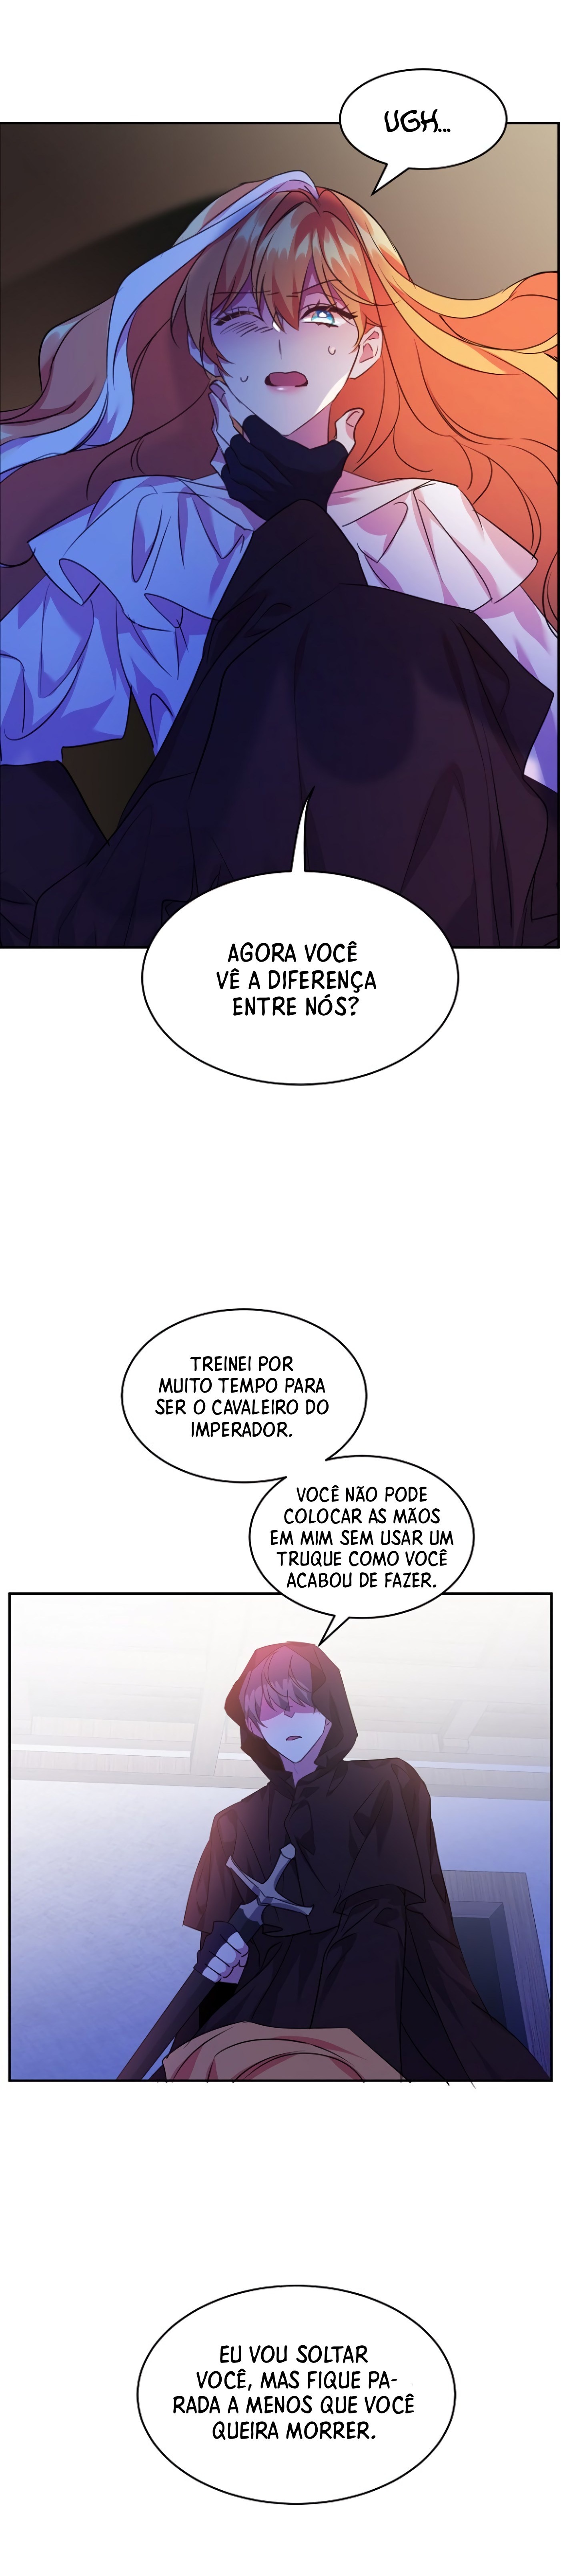 UGH...
AGORA VOCÊ
VÊ A DIFERENÇA
ENTRE NÓS?
TREINEI POR
MUITO TEMPO PARA
SER O CAVALEIRO DO
IMPERADOR.
VOCÊ NÃO PODE
COLOCAR AS MÃOS
EM MIM SEM USAR UM
TRUQUE COMO VOCÊ
ACABOU DE FAZER.
EU VOU SOLTAR
VOCÊ, MAS FIQUE PA-
RADA A MENOS QUE VOCÊ
QUEIRA MORRER.